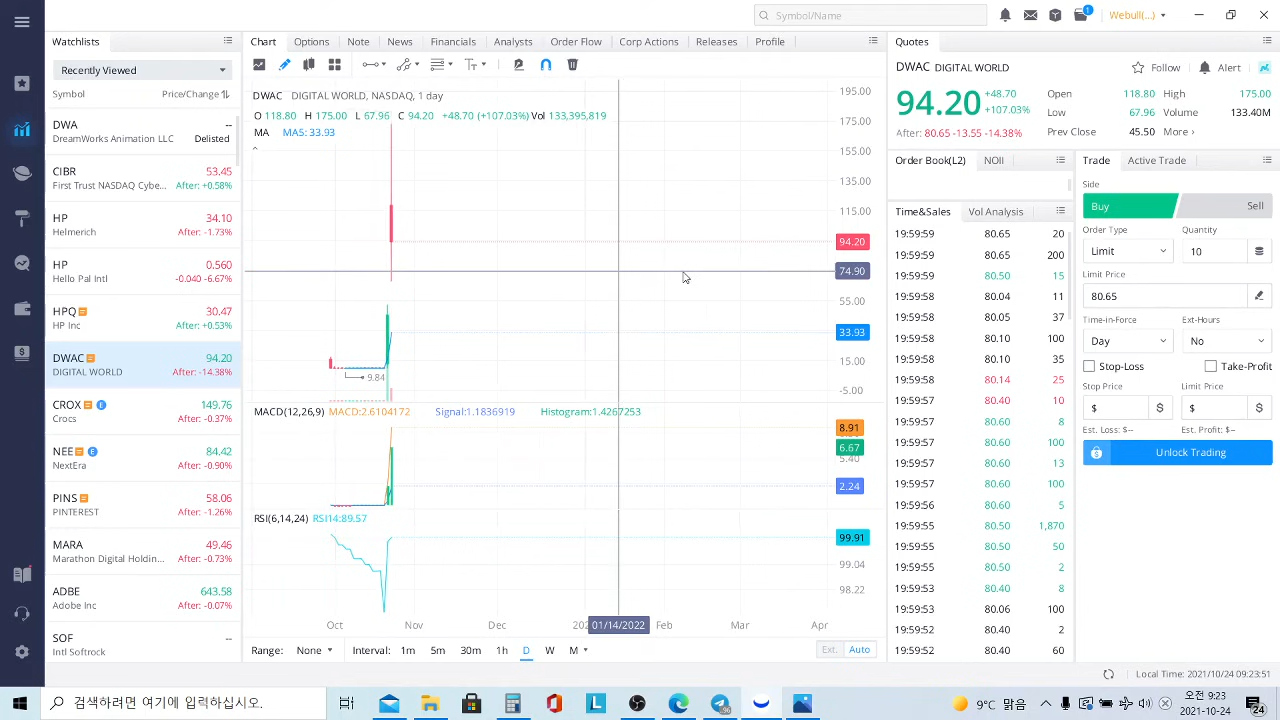 Symbol/Name
1
Webull(...)
Watchlists
Recently Viewed
Symbol Price/Change
DWA --
DreamWorks Animation LLC Delisted
CIBR 53.45
First Trust NASDAQ Cybe... After: +0.58%
HP 34.10
Helmerich After: -1.73%
HP 0.560
Hello Pal Intl -0.040 -6.67%
HPQ 30.47
HP Inc After: +0.53%
DWAC 94.20
DIGITAL WORLD After: -14.38%
CROX E 149.76
Crocs After: -0.37%
NEE E 84.42
NextEra After: -0.90%
PINS 58.06
PINTEREST After: -1.26%
MARA 49.46
Marathon Digital Holdin... After: -0.73%
ADBE 643.58
Adobe Inc After: -0.07%
SOF --
Intl Softrock
Chart Options Note News Financials Analysts Order Flow Corp Actions Releases Profile
DWAC DIGITAL WORLD, NASDAQ, 1 day
O 118.80 H 175.00 L 67.96 C 94.20 +48.70 (+107.03%) Vol 133,395,819
MA MA5: 33.93
195.00
175.00
155.00
135.00
115.00
94.20
74.90
55.00
33.93
15.00
-5.00
9.84
MACD(12,26,9) MACD:2.6104172 Signal:1.1836919 Histogram:1.4267253
8.91
6.67
5.40
2.24
RSI(6,14,24) RSI14:89.57
99.91
99.04
98.22
Oct Nov Dec 202 01/14/2022 Feb Mar Apr
Range: None Interval: 1m 5m 30m 1h D W M Ext. Auto
Quotes
DWAC DIGITAL WORLD Follow Alert
94.20 +48.70 +107.03%
After: 80.65 -13.55 -14.38%
Open 118.80 High 175.00
Low 67.96 Volume 133.40M
Prev Close 45.50 More ›
Order Book(L2) NOII
Time&Sales Vol Analysis
19:59:59 80.65 20
19:59:59 80.65 200
19:59:59 80.50 15
19:59:58 80.04 11
19:59:58 80.05 37
19:59:58 80.10 100
19:59:58 80.10 35
19:59:58 80.14 25
19:59:57 80.40 10
19:59:57 80.60 8
19:59:57 80.60 100
19:59:57 80.60 13
19:59:57 80.60 100
19:59:56 80.60 5
19:59:55 80.50 1,870
19:59:55 80.50 50
19:59:55 80.50 2
19:59:53 80.40 8
19:59:53 80.06 100
19:59:52 80.40 2
19:59:52 80.40 60
Trade Active Trade
Side
Buy Sell
Order Type Quantity
Limit 10
Limit Price
80.65
Time-in-Force Ext-Hours
Day No
Stop-Loss Take-Profit
Stop Price Limit Price
$ $ $ $
Est. Loss: $-- Est. Profit: $--
Unlock Trading
Local Time: 2021/10/24 09:23:51
검색하려면 여기에 입력하십시오.
9°C 맑음
오전 9:23
2021-10-24